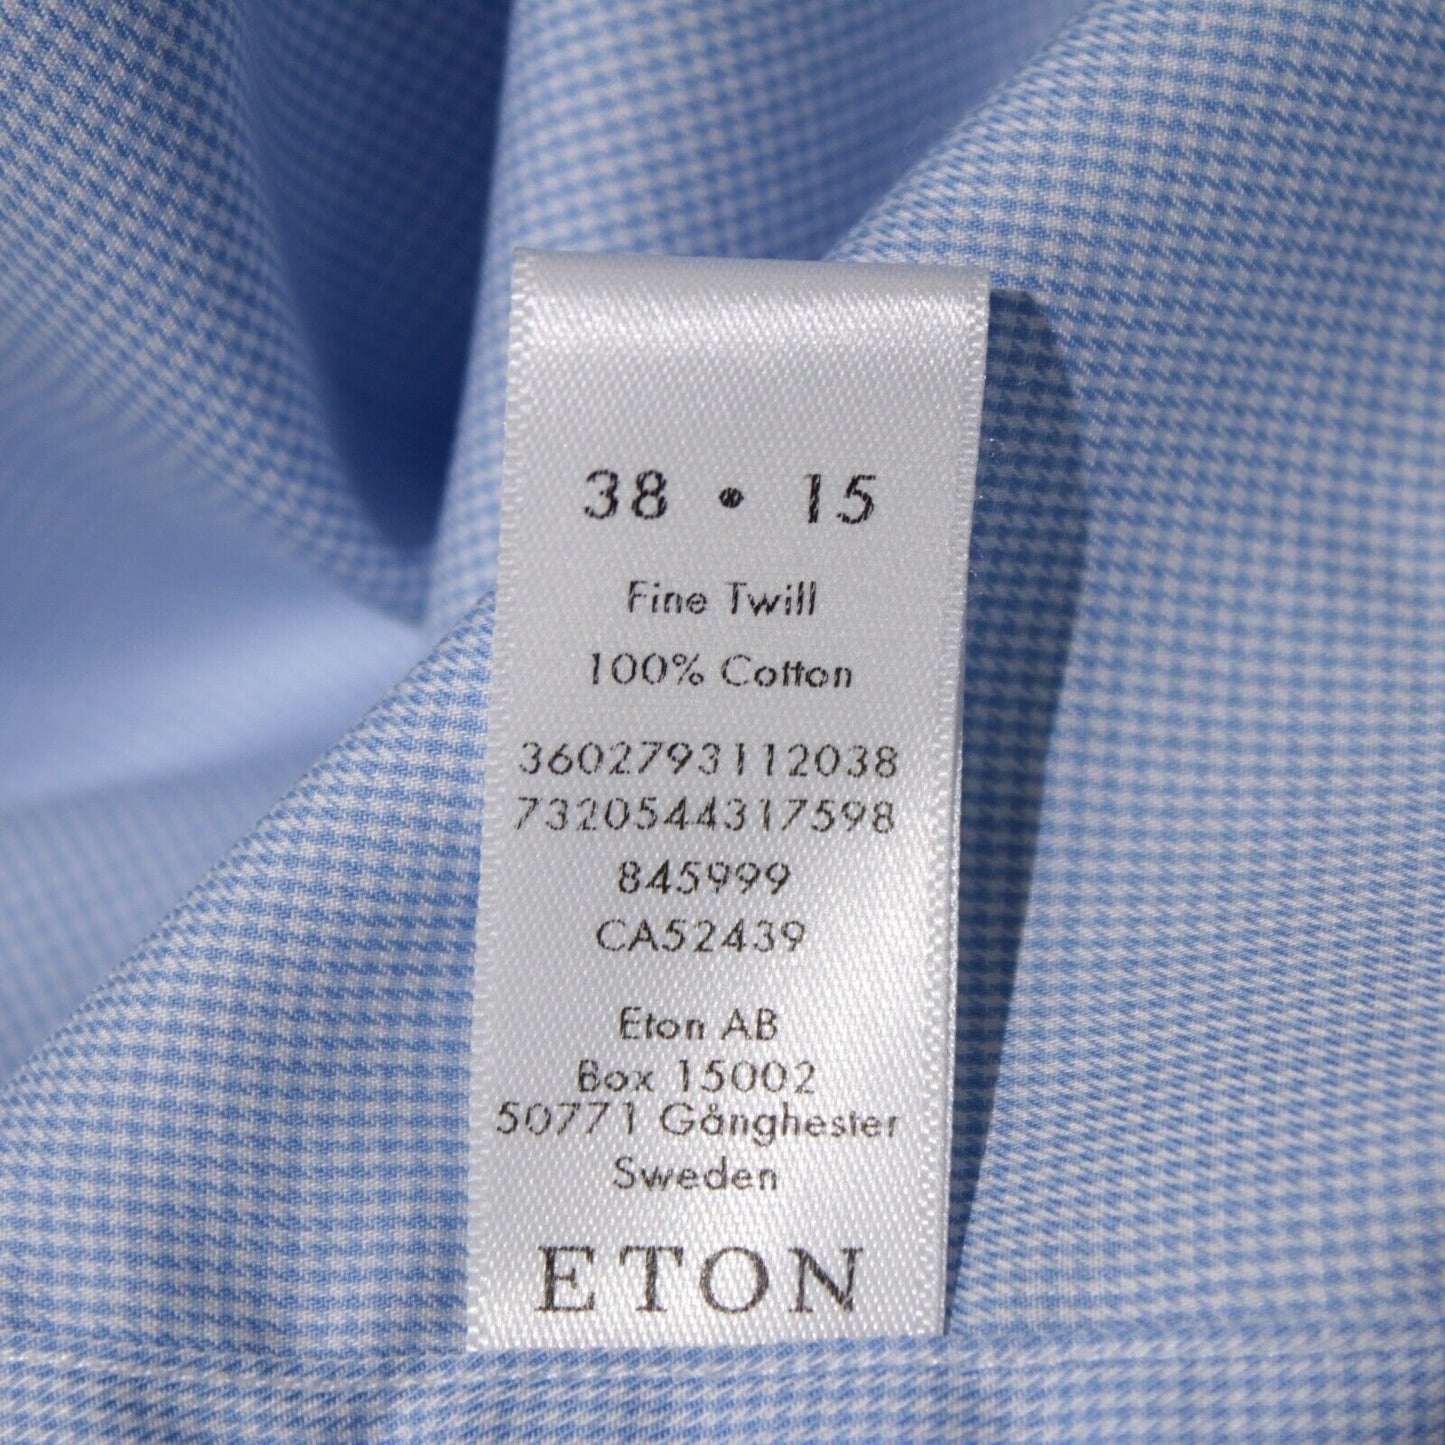 38 • 15
Fine Twill
100% Cotton
3602793112038
7320544317598
845999
CA52439
Eton AB
Box 15002
50771 Gånghester
Sweden
ETON